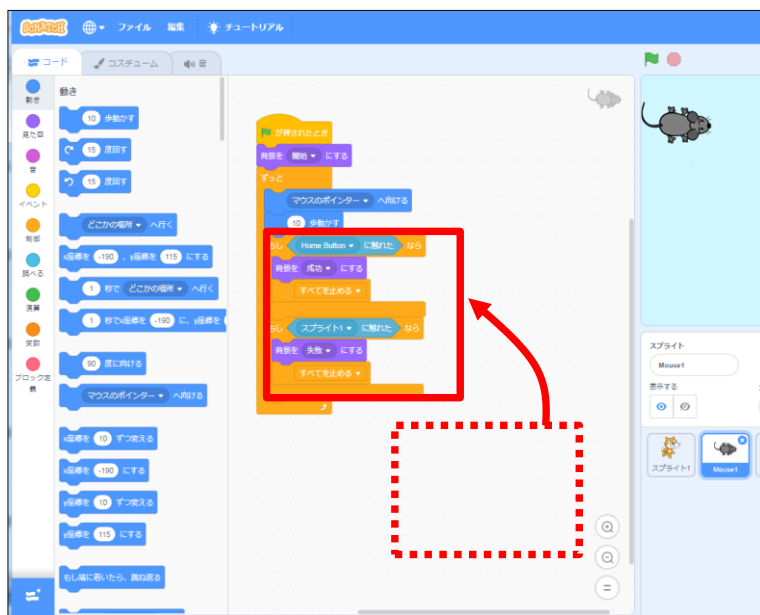 SCRATCH ファイル 編集 チュートリアル
コード コスチューム 音
動き
見た目
音
イベント
制御
調べる
演算
変数
ブロック定義
動き
10 歩動かす
15 度回す
15 度回す
どこかの場所 へ行く
x座標を -190 、y座標を 115 にする
1 秒で どこかの場所 へ行く
1 秒でx座標を -190 に、y座標を
90 度に向ける
マウスのポインター へ向ける
x座標を 10 ずつ変える
x座標を -190 にする
y座標を 10 ずつ変える
y座標を 115 にする
もし端に着いたら、跳ね返る
が押されたとき
背景を 開始 にする
ずっと
マウスのポインター へ向ける
10 歩動かす
もし Home Button に触れた なら
背景を 成功 にする
すべてを止める
もし スプライト1 に触れた なら
背景を 失敗 にする
すべてを止める
スプライト
Mouse1
表示する
スプライト1
Mouse1